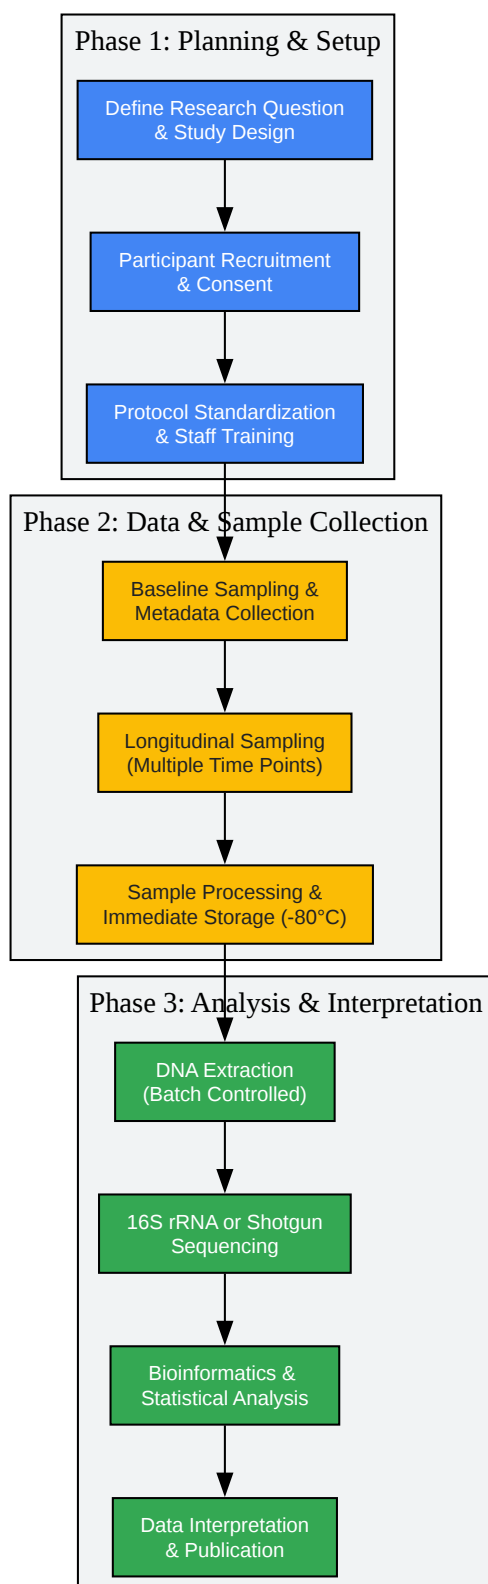 Phase 1: Planning & Setup
Define Research Question
& Study Design
Participant Recruitment
& Consent
Protocol Standardization
& Staff Training
Phase 2: Data & Sample Collection
Baseline Sampling &
Metadata Collection
Longitudinal Sampling
(Multiple Time Points)
Sample Processing &
Immediate Storage (-80°C)
Phase 3: Analysis & Interpretation
DNA Extraction
(Batch Controlled)
16S rRNA or Shotgun
Sequencing
Bioinformatics &
Statistical Analysis
Data Interpretation
& Publication